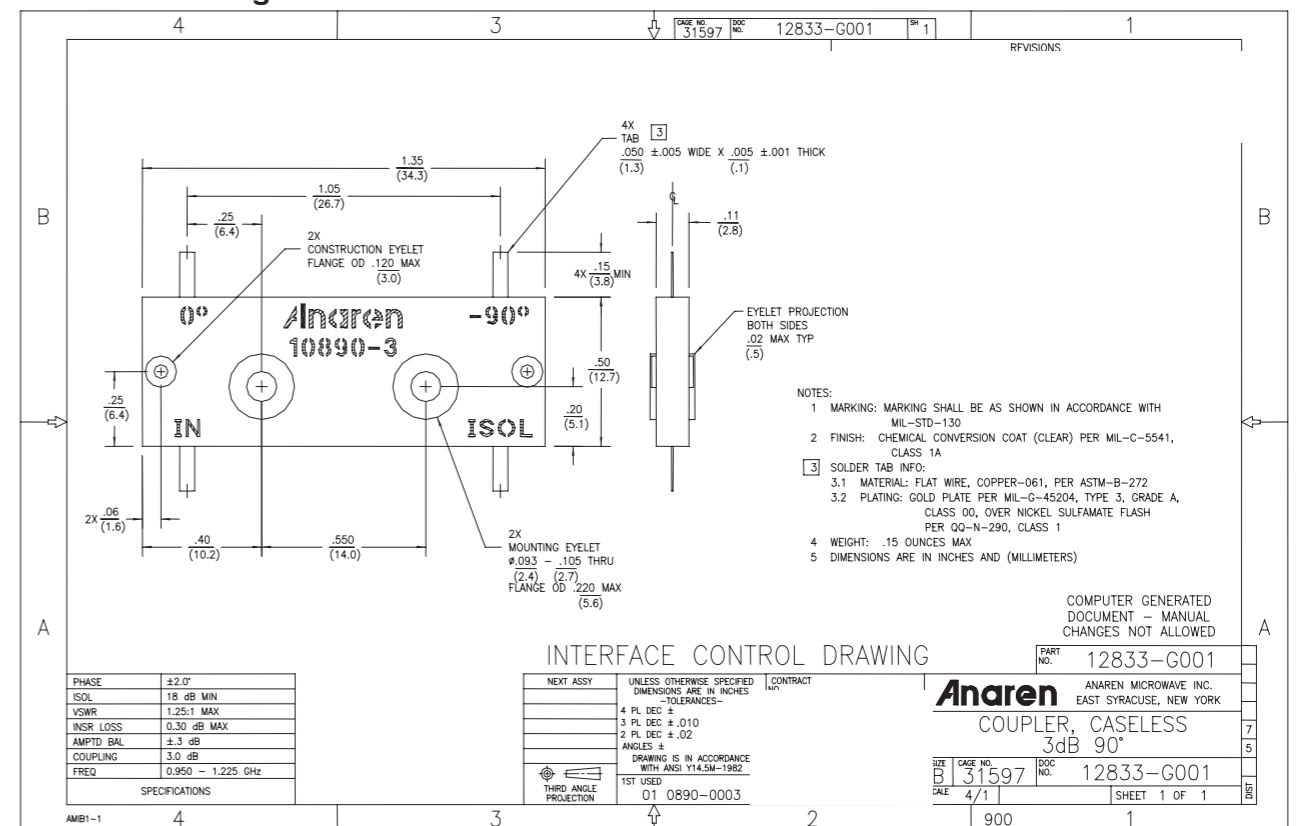 4
3
CAGE NO.
31597
DOC
NO.
12833-G001
SH
1
1
REVISIONS
4X
TAB 3
.050 ±.005 WIDE X .005 ±.001 THICK
(1.3) (.1)
1.35
(34.3)
1.05
(26.7)
.25
(6.4)
B
B
2X
CONSTRUCTION EYELET
FLANGE OD .120 MAX
(3.0)
.11
(2.8)
4X .15 MIN
(3.8)
0° Anaren -90°
10890-3
IN ISOL
EYELET PROJECTION
BOTH SIDES
.02 MAX TYP
(.5)
.50
(12.7)
.25
(6.4)
.20
(5.1)
2X .06
(1.6)
.40
(10.2)
.550
(14.0)
2X
MOUNTING EYELET
ø.093 - .105 THRU
(2.4) (2.7)
FLANGE OD .220 MAX
(5.6)
NOTES:
1 MARKING: MARKING SHALL BE AS SHOWN IN ACCORDANCE WITH
MIL-STD-130
2 FINISH: CHEMICAL CONVERSION COAT (CLEAR) PER MIL-C-5541,
CLASS 1A
3 SOLDER TAB INFO:
3.1 MATERIAL: FLAT WIRE, COPPER-061, PER ASTM-B-272
3.2 PLATING: GOLD PLATE PER MIL-G-45204, TYPE 3, GRADE A,
CLASS 00, OVER NICKEL SULFAMATE FLASH
PER QQ-N-290, CLASS 1
4 WEIGHT: .15 OUNCES MAX
5 DIMENSIONS ARE IN INCHES AND (MILLIMETERS)
A
A
COMPUTER GENERATED
DOCUMENT - MANUAL
CHANGES NOT ALLOWED
INTERFACE CONTROL DRAWING
PART
NO.
12833-G001
PHASE ±2.0°
ISOL 18 dB MIN
VSWR 1.25:1 MAX
INSR LOSS 0.30 dB MAX
AMPTD BAL ±.3 dB
COUPLING 3.0 dB
FREQ 0.950 - 1.225 GHz
SPECIFICATIONS
NEXT ASSY
THIRD ANGLE
PROJECTION
UNLESS OTHERWISE SPECIFIED
DIMENSIONS ARE IN INCHES
-TOLERANCES-
4 PL DEC ±
3 PL DEC ±.010
2 PL DEC ±.02
ANGLES ±
DRAWING IS IN ACCORDANCE
WITH ANSI Y14.5M-1982
1ST USED
01 0890-0003
CONTRACT
Anaren
ANAREN MICROWAVE INC.
EAST SYRACUSE, NEW YORK
COUPLER, CASELESS
3dB 90°
7
5
SIZE
B
CAGE NO.
31597
DOC
NO.
12833-G001
4/1
SHEET 1 OF 1
DIST
AMIB1-1
4
3
2
900
1